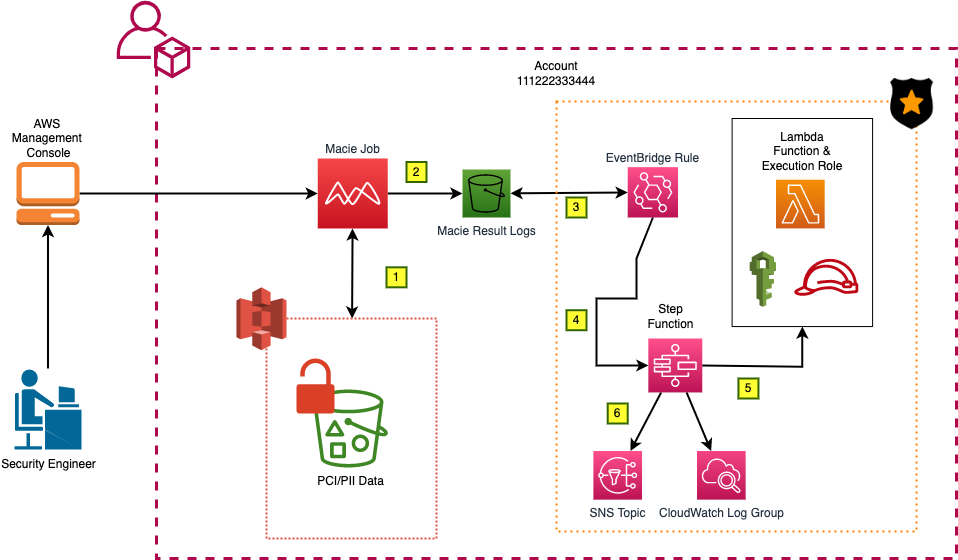 Account
111222333444
AWS
Management
Console
Macie Job
2
Macie Result Logs
3
EventBridge Rule
Lambda
Function &
Execution Role
1
4
Step
Function
5
6
Security Engineer
PCI/PII Data
SNS Topic
CloudWatch Log Group